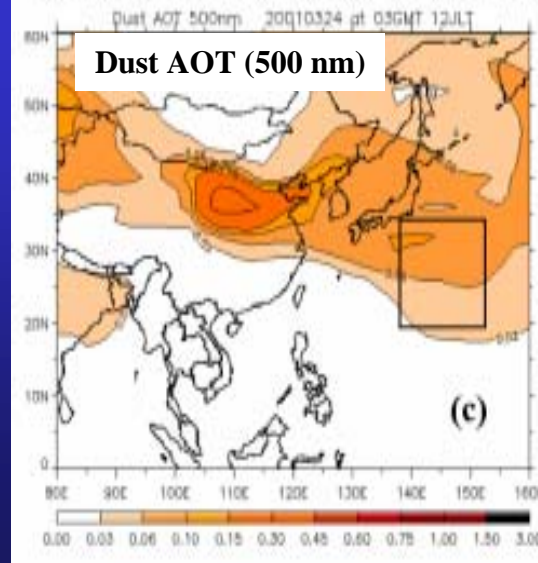 Dust AOT 500nm 20010324 at 03GMT 12JLT
Dust AOT (500 nm)
60N
50N
40N
30N
20N
10N
0
(c)
80E 90E 100E 110E 120E 130E 140E 150E 160
0.00 0.03 0.06 0.10 0.15 0.30 0.45 0.60 0.75 1.00 1.50 3.00